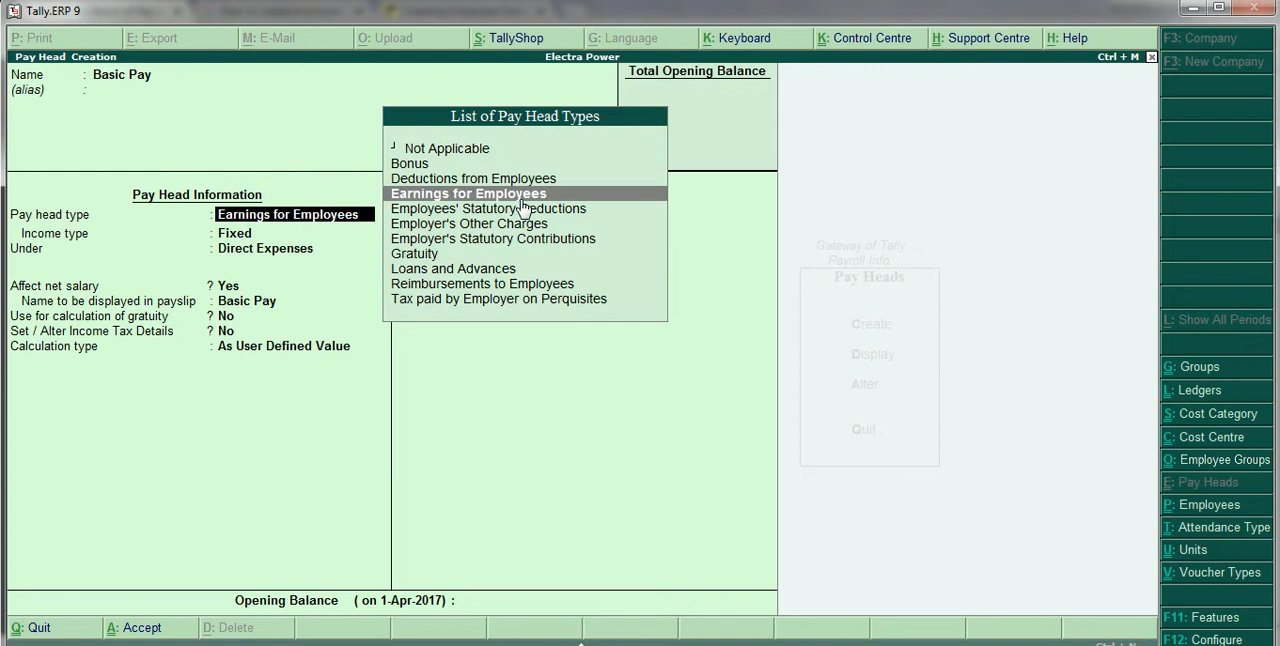 Tally.ERP 9
P: Print E: Export M: E-Mail O: Upload S: TallyShop G: Language K: Keyboard K: Control Centre H: Support Centre H: Help F3: Company
Pay Head Creation Electra Power Ctrl + M x
F3: New Company
Name : Basic Pay
(alias) :
Total Opening Balance
List of Pay Head Types
Not Applicable
Bonus
Deductions from Employees
Earnings for Employees
Employees' Statutory Deductions
Employer's Other Charges
Employer's Statutory Contributions
Gratuity
Loans and Advances
Reimbursements to Employees
Tax paid by Employer on Perquisites
Pay Head Information
Pay head type : Earnings for Employees
Income type : Fixed
Under : Direct Expenses
Affect net salary ? Yes
Name to be displayed in payslip : Basic Pay
Use for calculation of gratuity ? No
Set / Alter Income Tax Details ? No
Calculation type : As User Defined Value
Gateway of Tally ....
Payroll Info. ...
Pay Heads
Create
Display
Alter
Quit
L: Show All Periods
G: Groups
L: Ledgers
S: Cost Category
C: Cost Centre
O: Employee Groups
E: Pay Heads
P: Employees
T: Attendance Type
U: Units
V: Voucher Types
F11: Features
F12: Configure
Opening Balance ( on 1-Apr-2017) :
Q: Quit A: Accept D: Delete
Ctrl + N